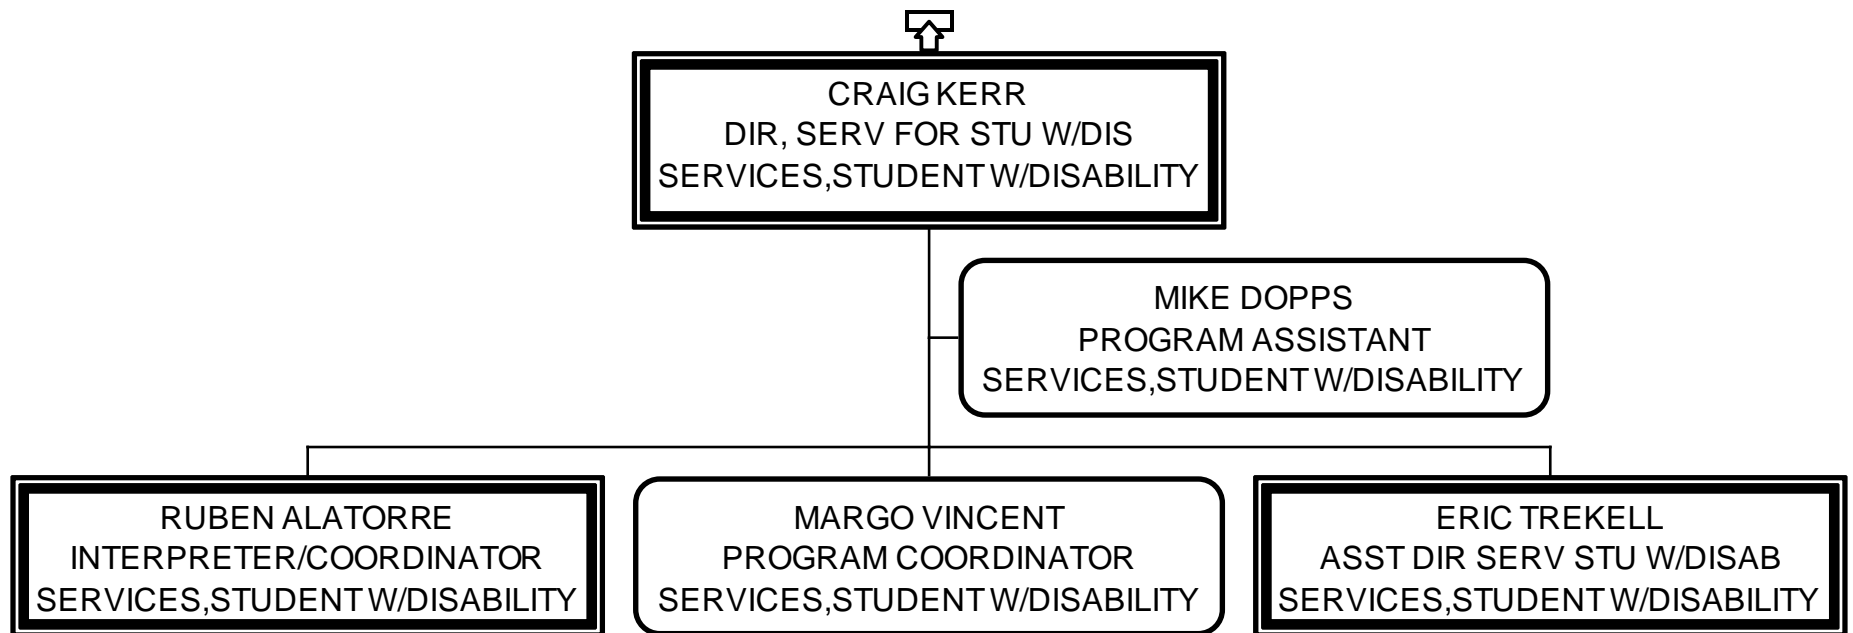 CRAIG KERR
DIR, SERV FOR STU W/DIS
SERVICES,STUDENT W/DISABILITY
MIKE DOPPS
PROGRAM ASSISTANT
SERVICES,STUDENT W/DISABILITY
RUBEN ALATORRE
INTERPRETER/COORDINATOR
SERVICES,STUDENT W/DISABILITY
MARGO VINCENT
PROGRAM COORDINATOR
SERVICES,STUDENT W/DISABILITY
ERIC TREKELL
ASST DIR SERV STU W/DISAB
SERVICES,STUDENT W/DISABILITY